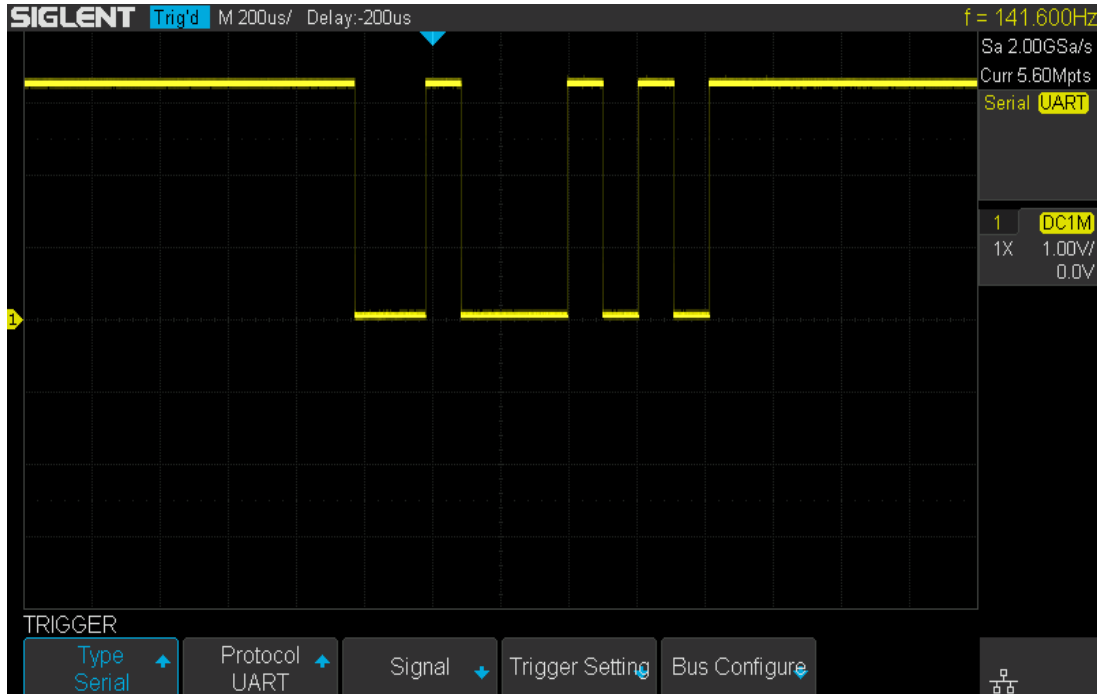 SIGLENT Trig'd M 200us/ Delay:-200us f = 141.600Hz
Sa 2.00GSa/s
Curr 5.60Mpts
Serial UART
1 DC1M
1X 1.00V/
0.0V
1
TRIGGER
Type Protocol Signal Trigger Setting Bus Configure
Serial UART